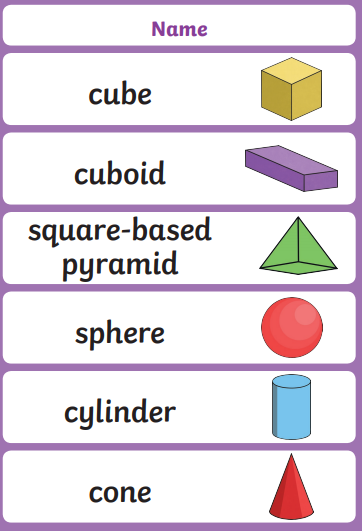 Name
cube
cuboid
square-based
pyramid
sphere
cylinder
cone